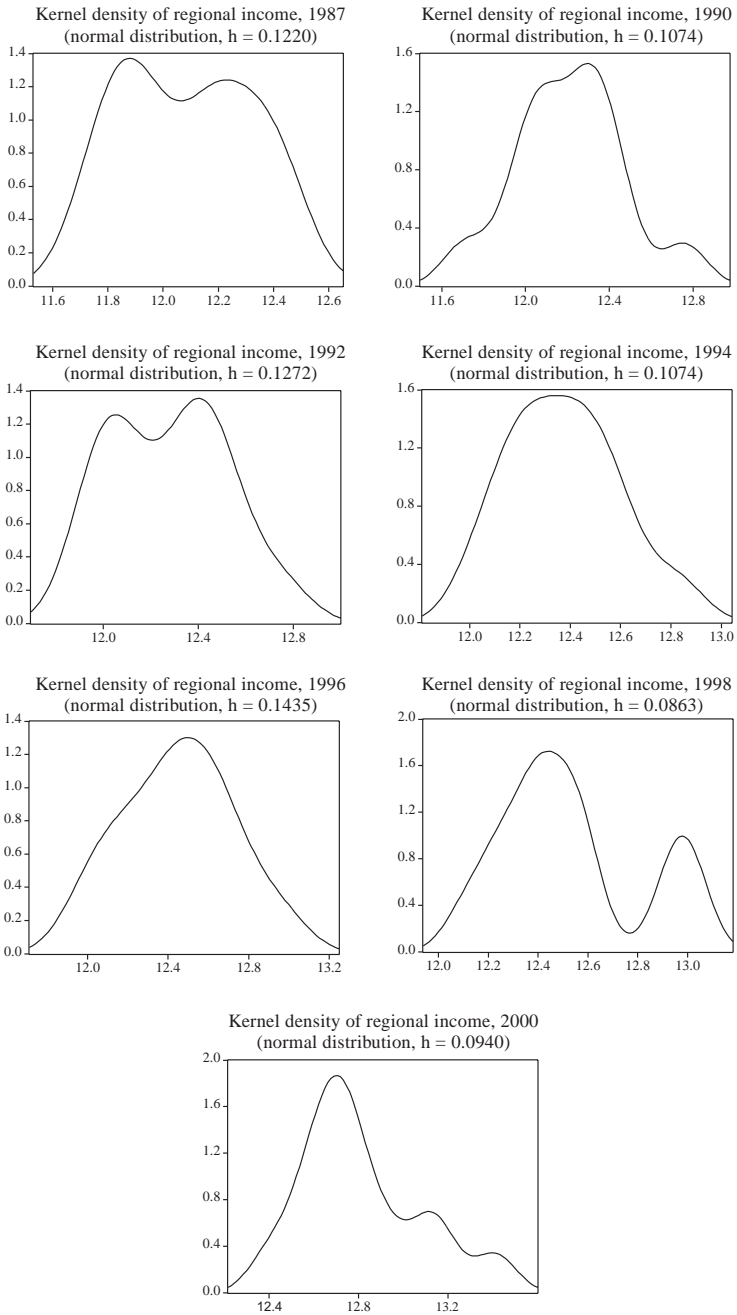 Kernel density of regional income, 1987
(normal distribution, h = 0.1220)
1.4
1.2
1.0
0.8
0.6
0.4
0.2
0.0
11.6 11.8 12.0 12.2 12.4 12.6
Kernel density of regional income, 1990
(normal distribution, h = 0.1074)
1.6
1.2
0.8
0.4
0.0
11.6 12.0 12.4 12.8
Kernel density of regional income, 1992
(normal distribution, h = 0.1272)
1.4
1.2
1.0
0.8
0.6
0.4
0.2
0.0
12.0 12.4 12.8
Kernel density of regional income, 1994
(normal distribution, h = 0.1074)
1.6
1.2
0.8
0.4
0.0
12.0 12.2 12.4 12.6 12.8 13.0
Kernel density of regional income, 1996
(normal distribution, h = 0.1435)
1.4
1.2
1.0
0.8
0.6
0.4
0.2
0.0
12.0 12.4 12.8 13.2
Kernel density of regional income, 1998
(normal distribution, h = 0.0863)
2.0
1.6
1.2
0.8
0.4
0.0
12.0 12.2 12.4 12.6 12.8 13.0
Kernel density of regional income, 2000
(normal distribution, h = 0.0940)
2.0
1.6
1.2
0.8
0.4
0.0
12.4 12.8 13.2